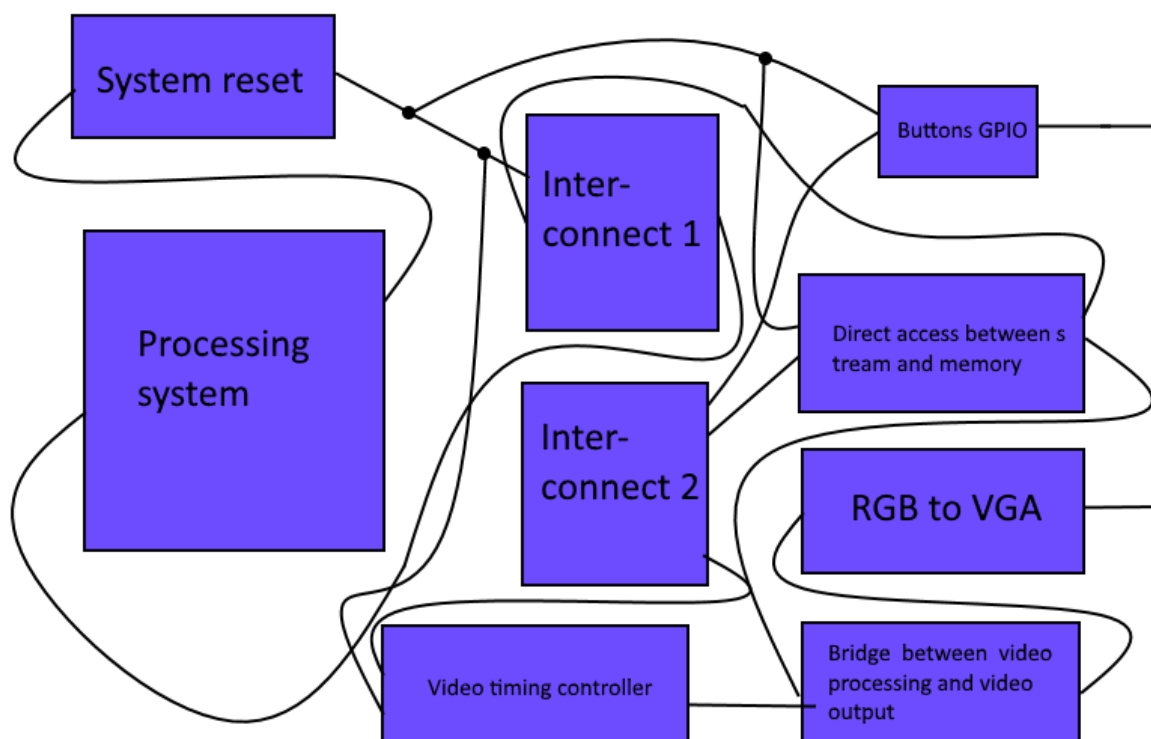 System reset
Buttons GPIO
Inter-
connect 1
Processing
system
Direct access between s
tream and memory
Inter-
connect 2
RGB to VGA
Video timing controller
Bridge between video
processing and video
output